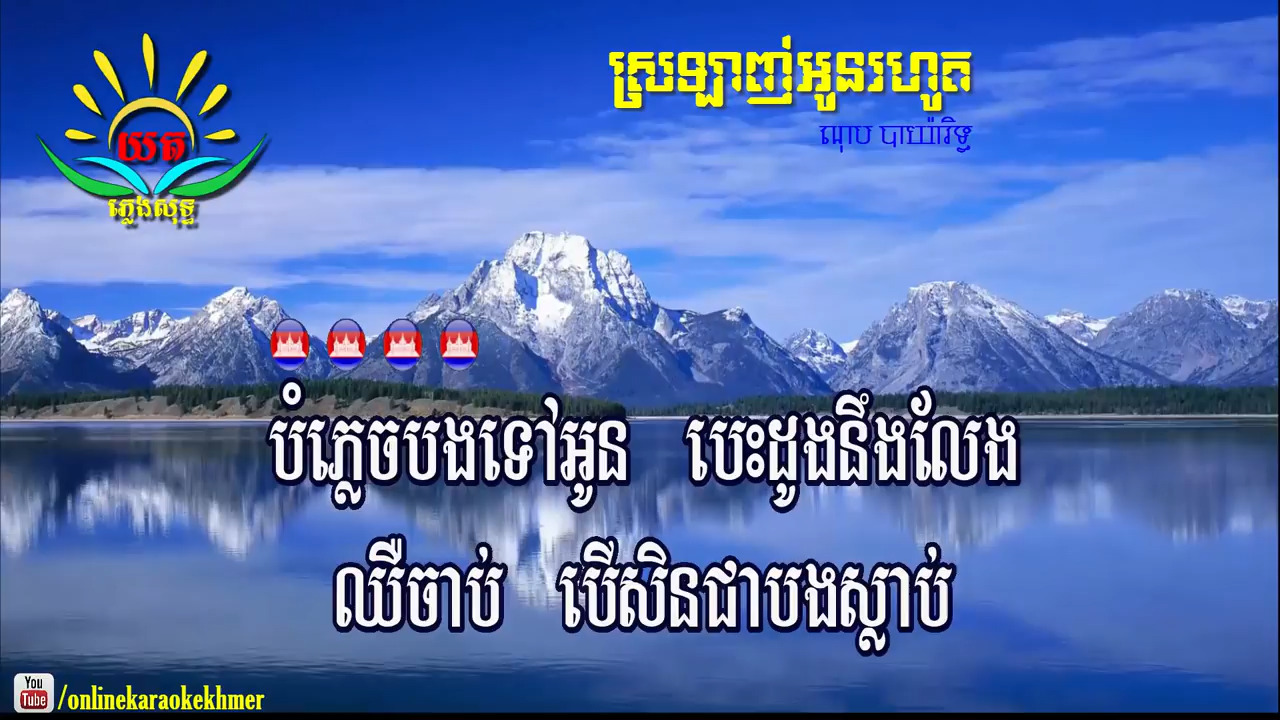 ស្រឡាញ់អូនរហូត
ណុប បាយ៉ារិទ្ធ
យត
ភ្លេងសុទ្ធ
បំភ្លេចបងទៅអូន បេះដូងនឹងលែង
ឈឺចាប់ បើសិនជាបងស្លាប់
You
Tube /onlinekaraokekhmer